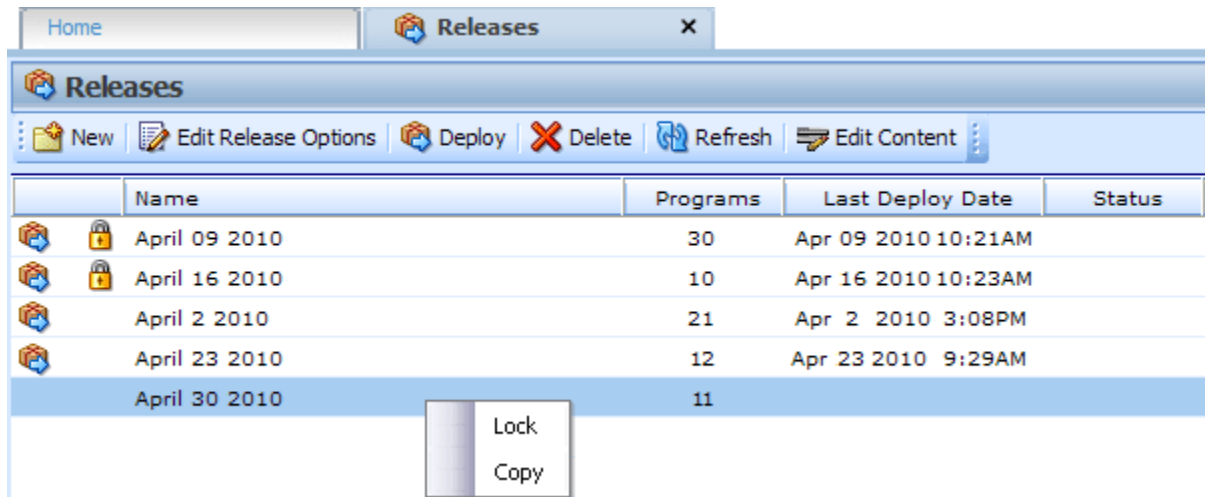 Home Releases x
Releases
New Edit Release Options Deploy Delete Refresh Edit Content
Name Programs Last Deploy Date Status
April 09 2010 30 Apr 09 2010 10:21AM
April 16 2010 10 Apr 16 2010 10:23AM
April 2 2010 21 Apr 2 2010 3:08PM
April 23 2010 12 Apr 23 2010 9:29AM
April 30 2010 11
Lock
Copy